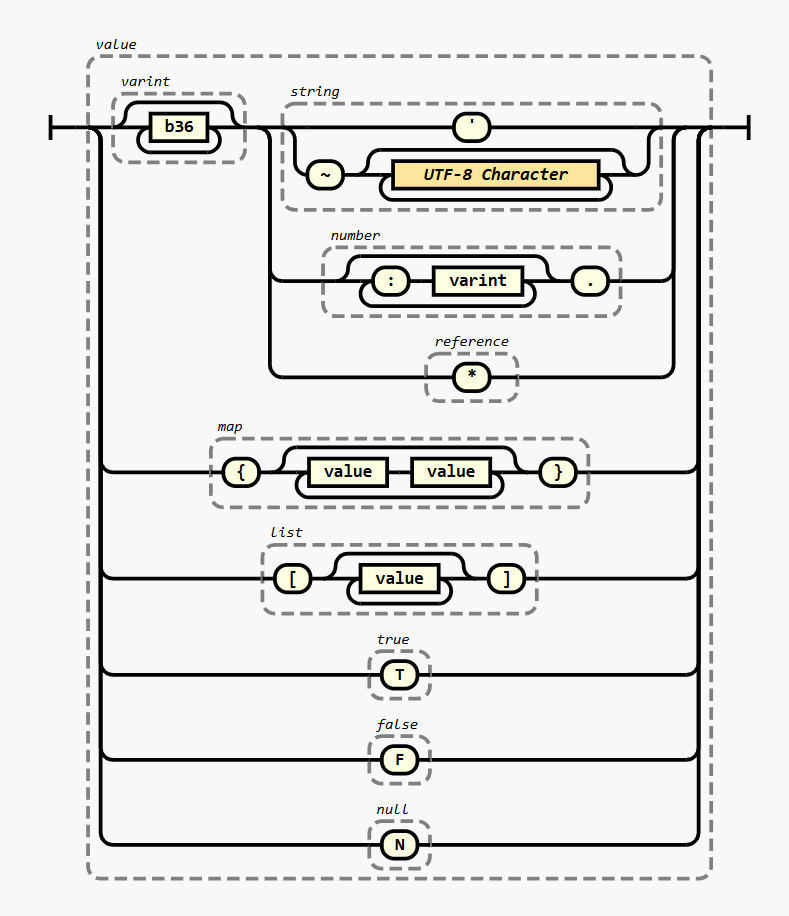 value
varint
b36
string
'
~ UTF-8 Character
number
: varint .
reference
*
map
{ value value }
list
[ value ]
true
T
false
F
null
N